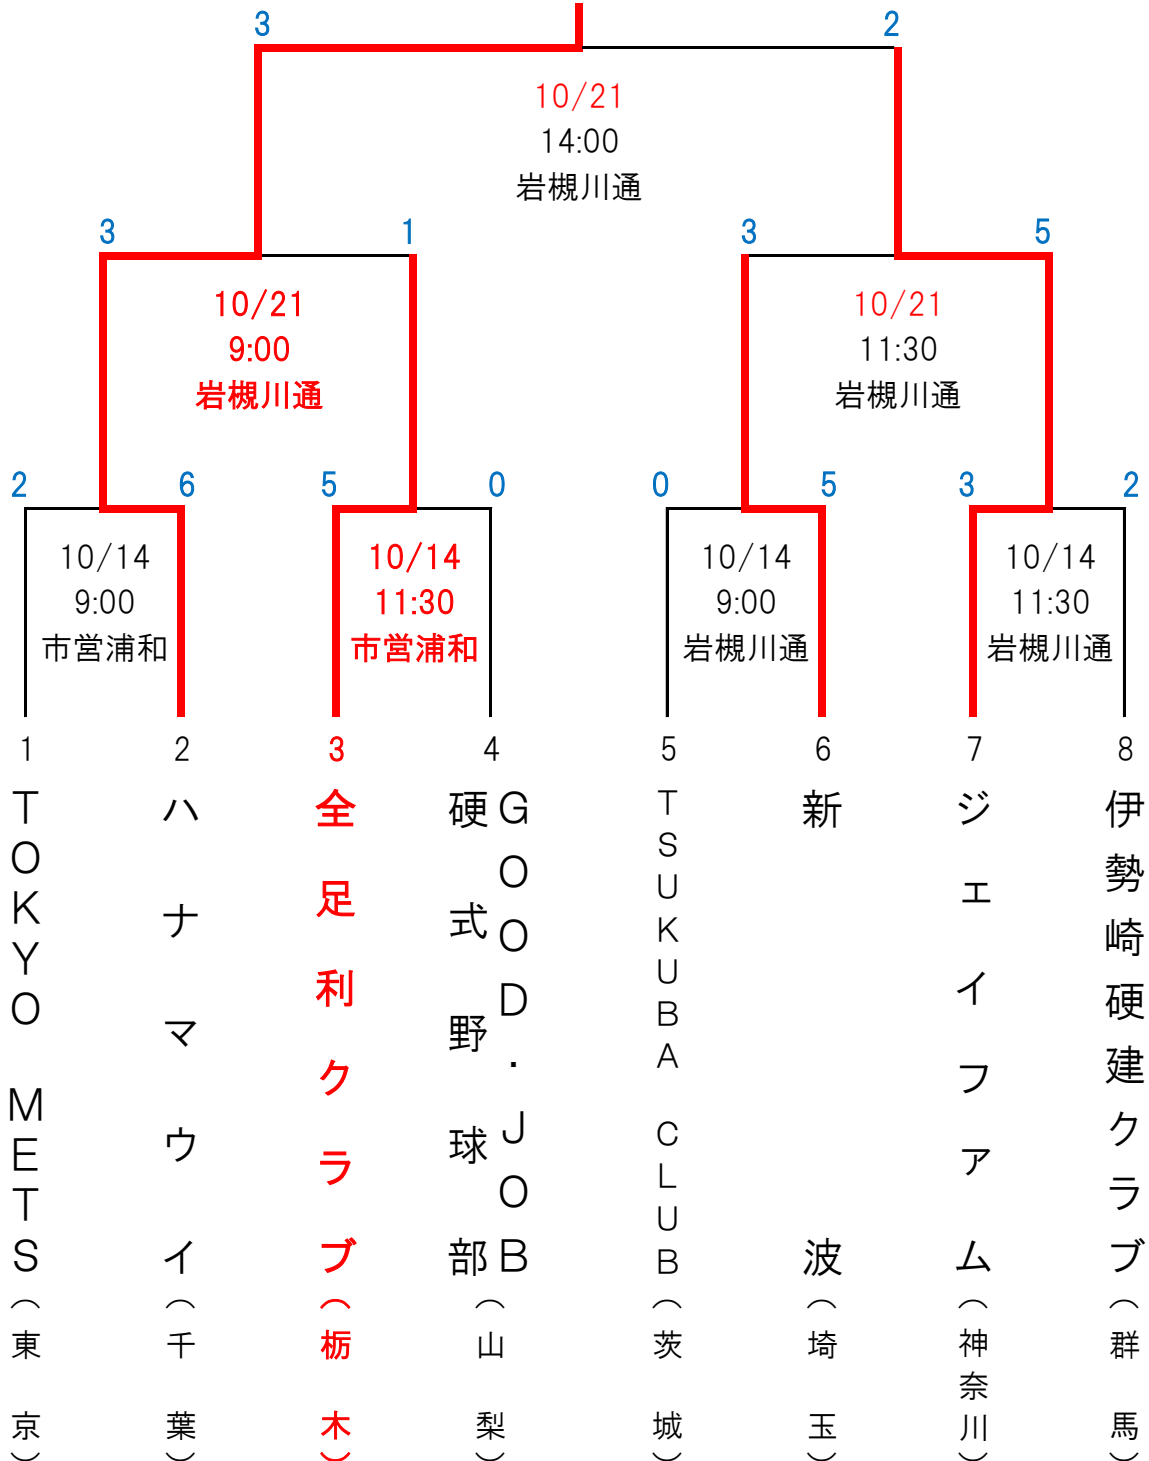 3
2
10/21
14:00
岩槻川通
3
1
3
5
10/21
9:00
岩槻川通
10/21
11:30
岩槻川通
2
6
5
0
0
5
3
2
10/14
9:00
市営浦和
10/14
11:30
市営浦和
10/14
9:00
岩槻川通
10/14
11:30
岩槻川通
1
2
3
4
5
6
7
8
TOKYO METS(東京)
ハナマウイ(千葉)
全足利クラブ(栃木)
GOOD・JOB
硬式野球部(山梨)
TSUKUBA CLUB(茨城)
新波(埼玉)
ジェイファム(神奈川)
伊勢崎硬建クラブ(群馬)